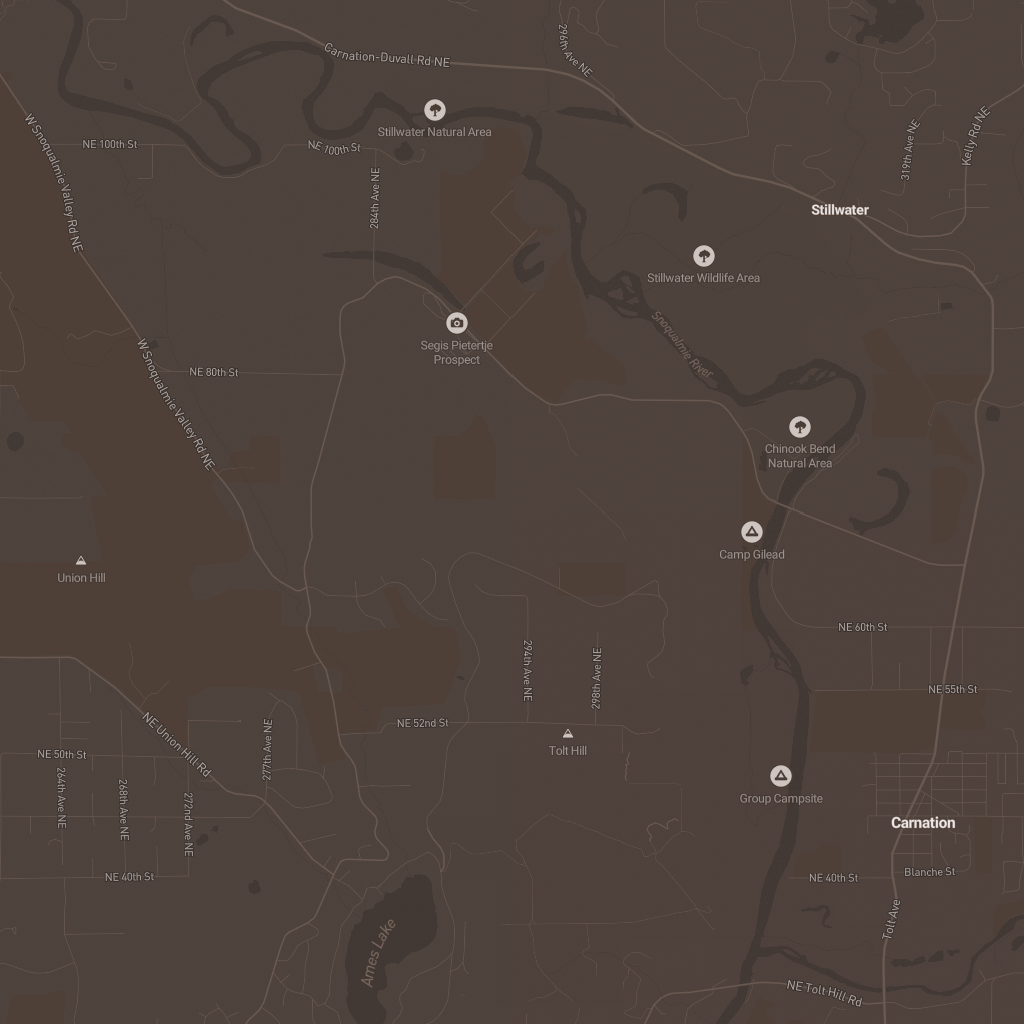 296th Ave NE
Carnation-Duvall Rd NE
Stillwater Natural Area
W Snoqualmie Valley Rd NE
NE 100th St
NE 100th St
319th Ave NE
Kelly Rd NE
284th Ave NE
Stillwater
Stillwater Wildlife Area
Snoqualmie River
Segis Pietertje
Prospect
NE 80th St
W Snoqualmie Valley Rd NE
Chinook Bend
Natural Area
Camp Gilead
Union Hill
NE 60th St
294th Ave NE
298th Ave NE
NE 55th St
NE 52nd St
NE Union Hill Rd
277th Ave NE
Tolt Hill
NE 50th St
264th Ave NE
268th Ave NE
272nd Ave NE
Group Campsite
Carnation
NE 40th St
NE 40th St
Blanche St
Tolt Ave
Ames Lake
NE Tolt Hill Rd